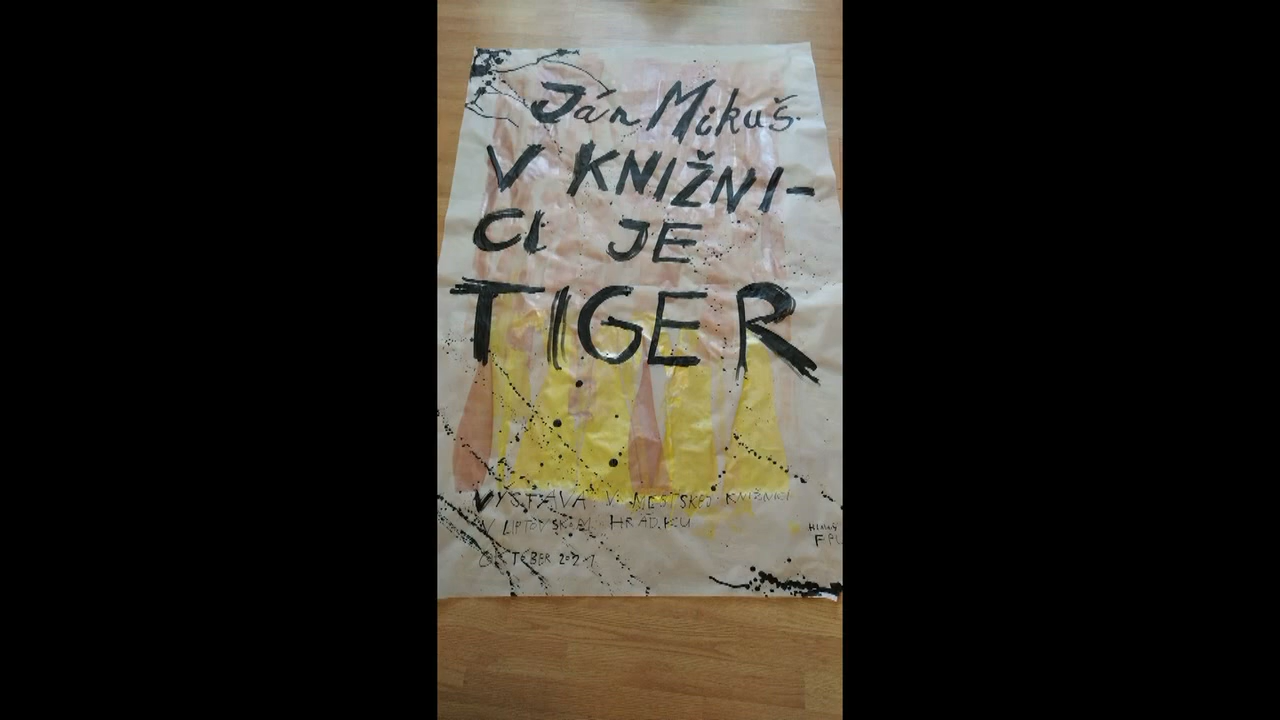 Ján Mikuš
V KNIŽNI-
CI JE
TIGER
VÝSTAVA V MESTSKEJ KNIŽNICI
V LIPTOVSKOM HRÁDKU
OKTÓBER 2021